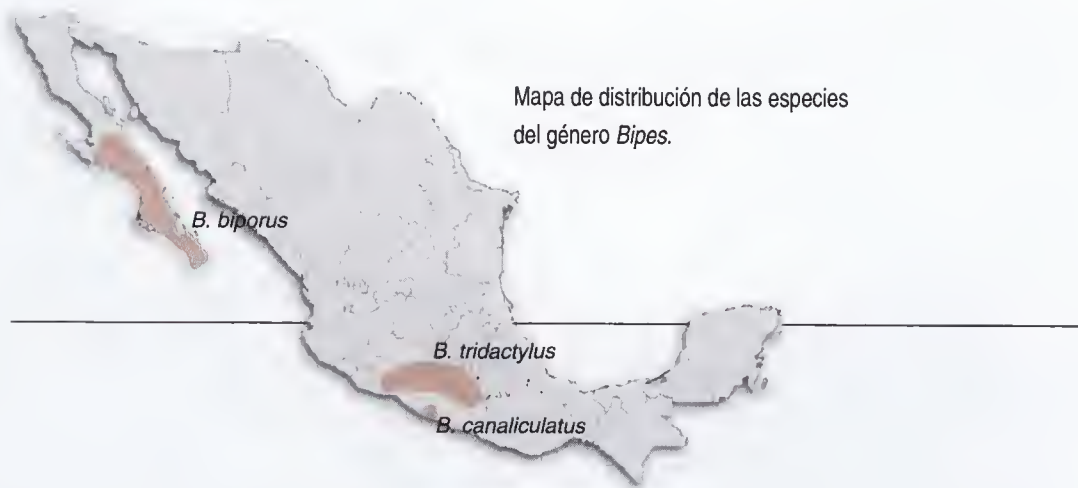 Mapa de distribución de las especies
del género Bipes.
B. biporus
B. tridactylus
B. canaliculatus